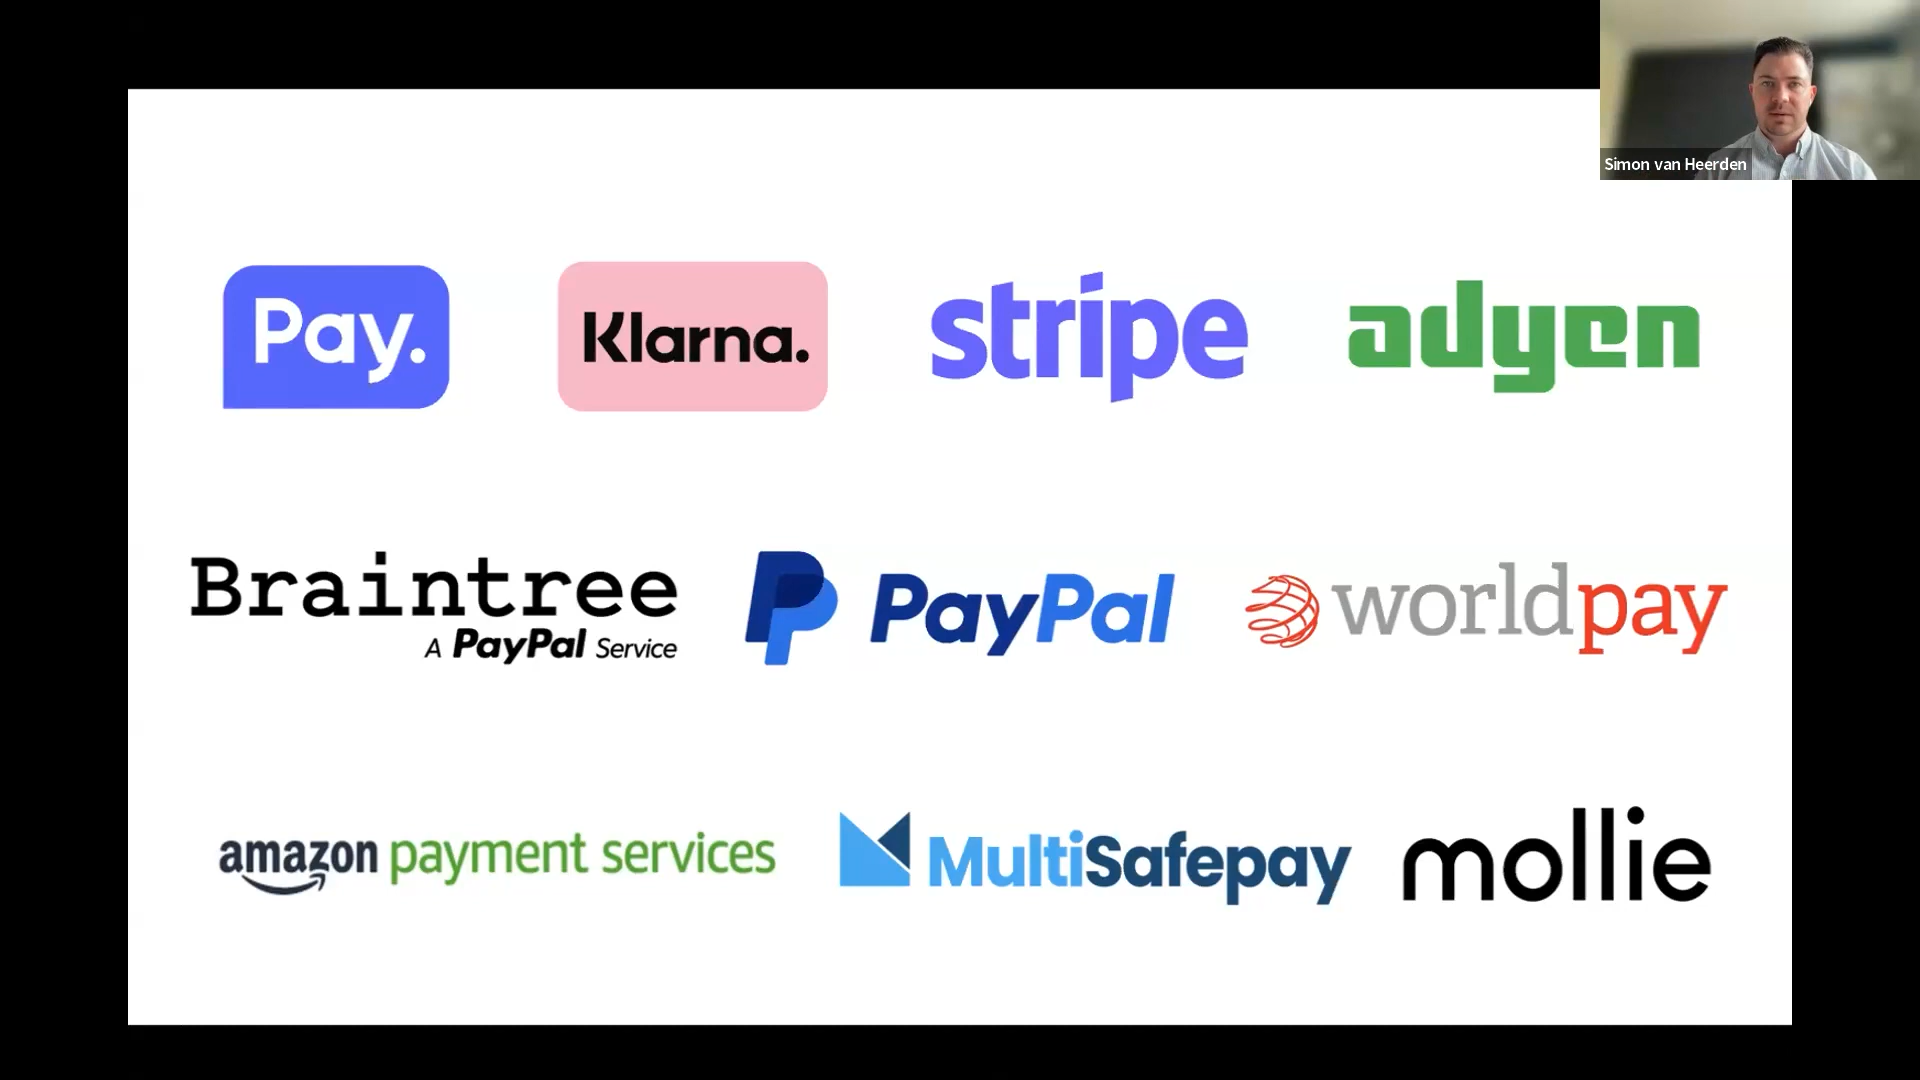 Simon van Heerden
Pay.
Klarna.
stripe
adyen
Braintree
A PayPal Service
PayPal
worldpay
amazon payment services
MultiSafepay
mollie